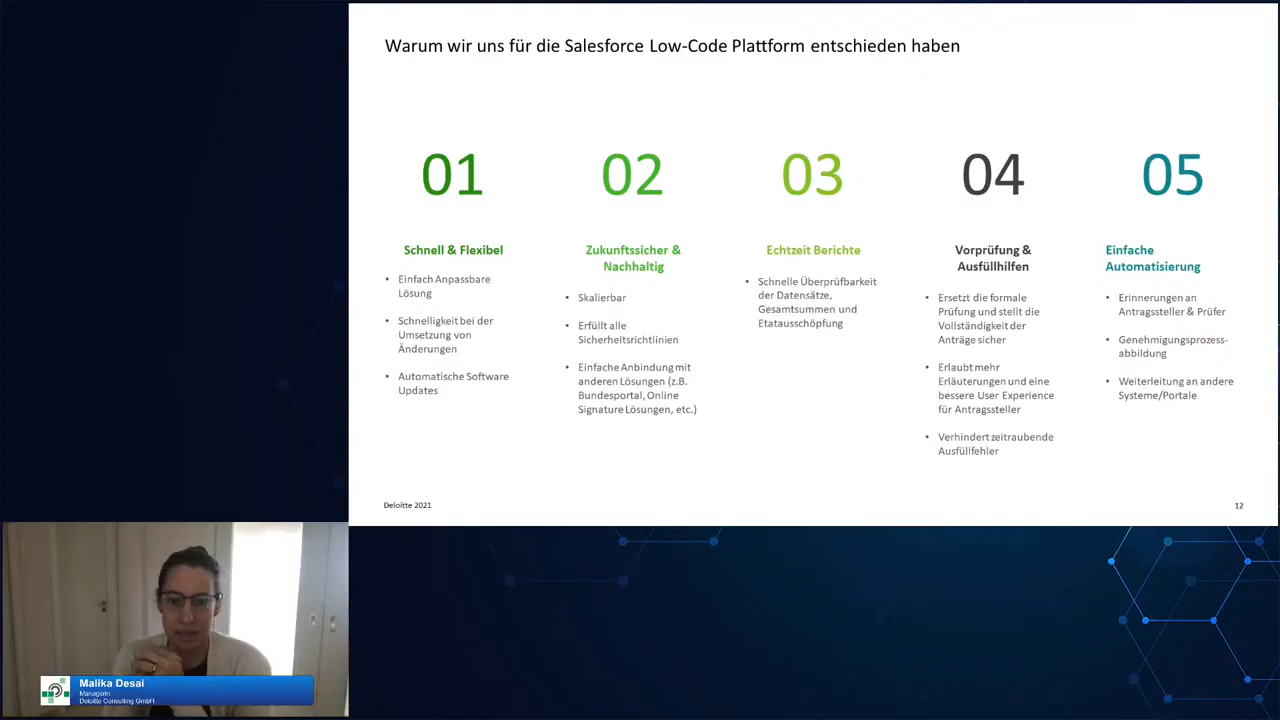 Warum wir uns für die Salesforce Low-Code Plattform entschieden haben
01
Schnell & Flexibel
• Einfach Anpassbare
Lösung
• Schnelligkeit bei der
Umsetzung von
Änderungen
• Automatische Software
Updates
02
Zukunftssicher &
Nachhaltig
• Skalierbar
• Erfüllt alle
Sicherheitsrichtlinien
• Einfache Anbindung mit
anderen Lösungen (z.B.
Bundesportal, Online
Signature Lösungen, etc.)
03
Echtzeit Berichte
• Schnelle Überprüfbarkeit
der Datensätze,
Gesamtsummen und
Etatausschöpfung
04
Vorprüfung &
Ausfüllhilfen
• Ersetzt die formale
Prüfung und stellt die
Vollständigkeit der
Anträge sicher
• Erlaubt mehr
Erläuterungen und eine
bessere User Experience
für Antragssteller
• Verhindert zeitraubende
Ausfüllfehler
05
Einfache
Automatisierung
• Erinnerungen an
Antragssteller & Prüfer
• Genehmigungsprozess-
abbildung
• Weiterleitung an andere
Systeme/Portale
Deloitte 2021
12
Malika Desai
Managerin
Deloitte Consulting GmbH